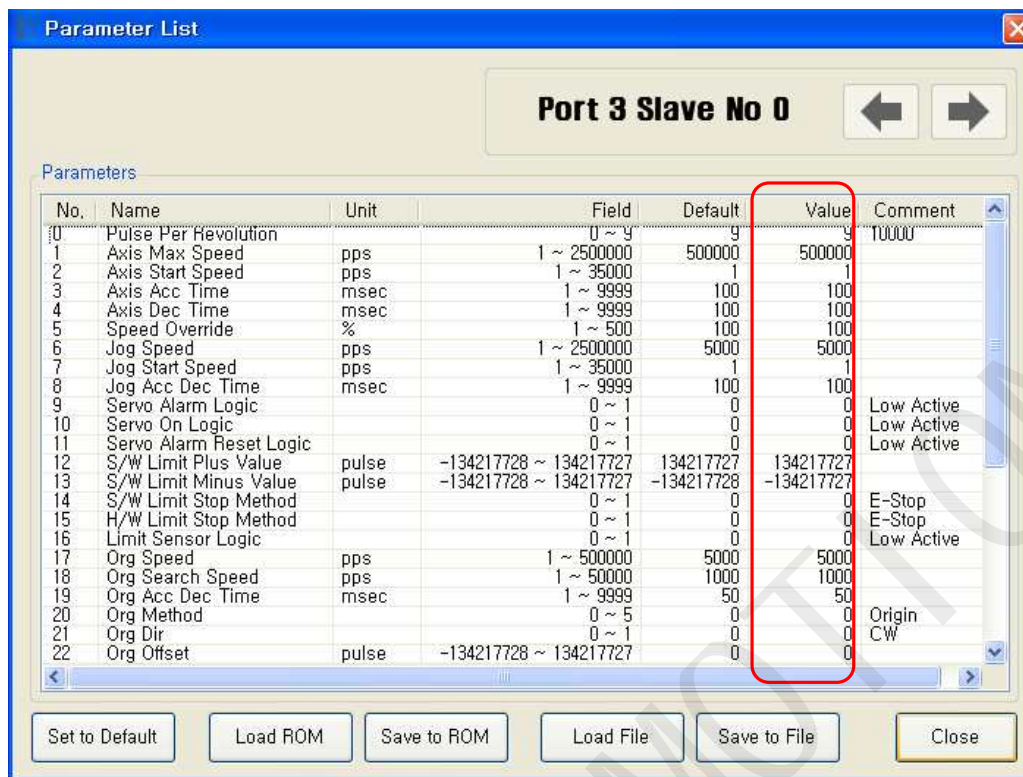 Parameter List
Port 3 Slave No 0
Parameters
No. Name Unit Field Default Value Comment
0 Pulse Per Revolution 0 ~ 9 9 9 10000
1 Axis Max Speed pps 1 ~ 2500000 500000 500000
2 Axis Start Speed pps 1 ~ 35000 1 1
3 Axis Acc Time msec 1 ~ 9999 100 100
4 Axis Dec Time msec 1 ~ 9999 100 100
5 Speed Override % 1 ~ 500 100 100
6 Jog Speed pps 1 ~ 2500000 5000 5000
7 Jog Start Speed pps 1 ~ 35000 1 1
8 Jog Acc Dec Time msec 1 ~ 9999 100 100
9 Servo Alarm Logic 0 ~ 1 0 0 Low Active
10 Servo On Logic 0 ~ 1 0 0 Low Active
11 Servo Alarm Reset Logic 0 ~ 1 0 0 Low Active
12 S/W Limit Plus Value pulse -134217728 ~ 134217727 134217727 134217727
13 S/W Limit Minus Value pulse -134217728 ~ 134217727 -134217728 -134217727
14 S/W Limit Stop Method 0 ~ 1 0 0 E-Stop
15 H/W Limit Stop Method 0 ~ 1 0 0 E-Stop
16 Limit Sensor Logic 0 ~ 1 0 0 Low Active
17 Org Speed pps 1 ~ 500000 5000 5000
18 Org Search Speed pps 1 ~ 50000 1000 1000
19 Org Acc Dec Time msec 1 ~ 9999 50 50
20 Org Method 0 ~ 5 0 0 Origin
21 Org Dir 0 ~ 1 0 0 CW
22 Org Offset pulse -134217728 ~ 134217727 0 0
Set to Default Load ROM Save to ROM Load File Save to File Close
MOTION